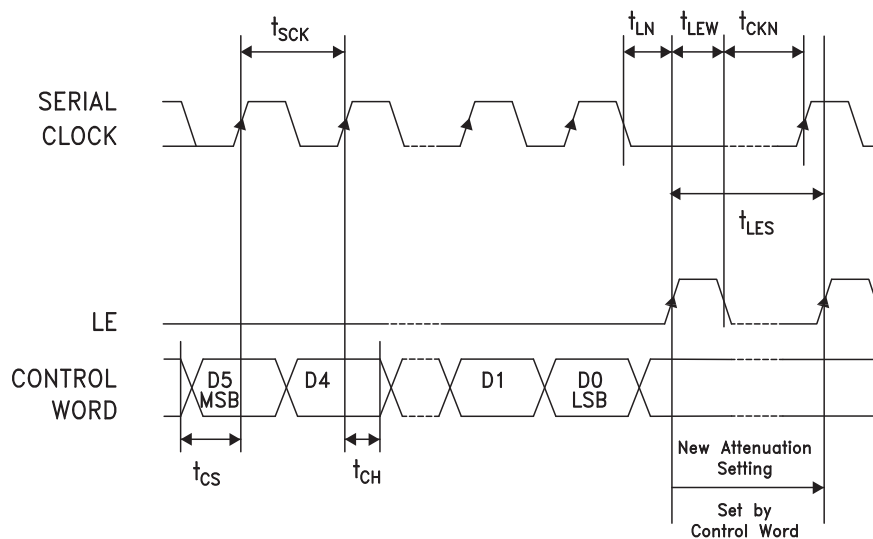 tSCK
tLN
tLEW
tCKN
SERIAL
CLOCK
tLES
LE
CONTROL
WORD
D5
MSB
D4
D1
D0
LSB
tCS
tCH
New Attenuation
Setting
Set by
Control Word